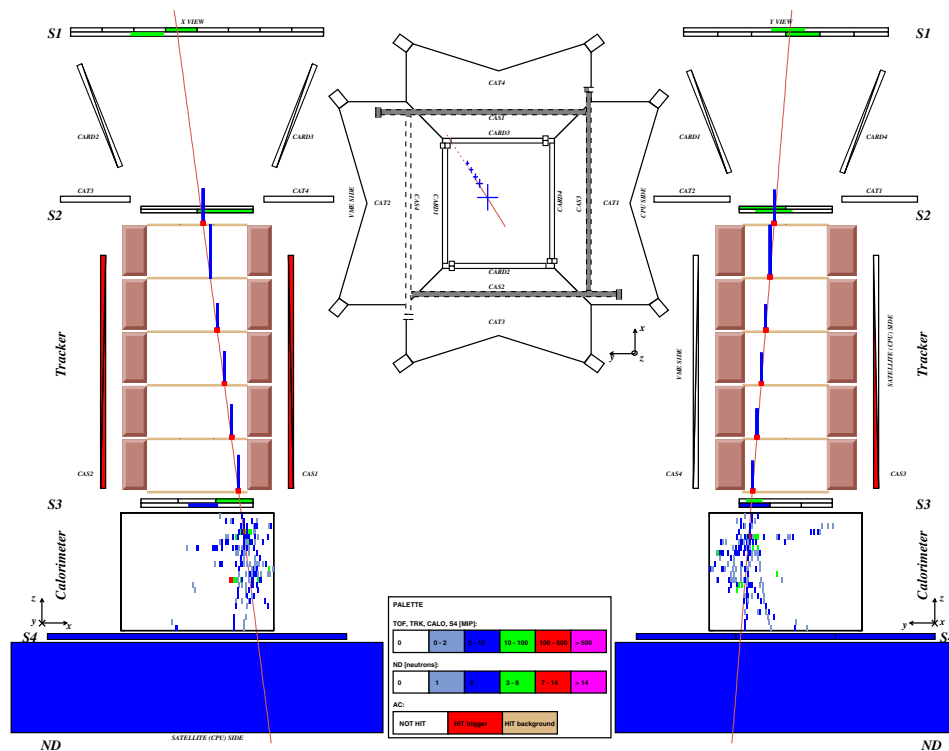 X VIEW
Y VIEW
S1
S1
CAT4
CARD2
CARD3
CAS1
CARD3
CARD1
CARD4
CAT3
CAT4
VME SIDE
CAT2
CAS4
CARD1
CARD4
CAS3
CAT1
CPU SIDE
CAT2
CAT1
S2
S2
CARD2
CAS2
CAT3
x
y
z
Tracker
VME SIDE
SATELLITE (CPU) SIDE
Tracker
CAS2
CAS1
CAS4
CAS3
S3
S3
Calorimeter
Calorimeter
z
y
x
z
y
x
PALETTE
TOF, TRK, CALO, S4 [MIP]:
0
0 - 2
10 - 100
100 - 500
> 500
ND [neutrons]:
0
1
2
3 - 6
7 - 14
> 14
AC:
NOT HIT
HIT trigger
HIT background
S4
ND
SATELLITE (CPU) SIDE
ND